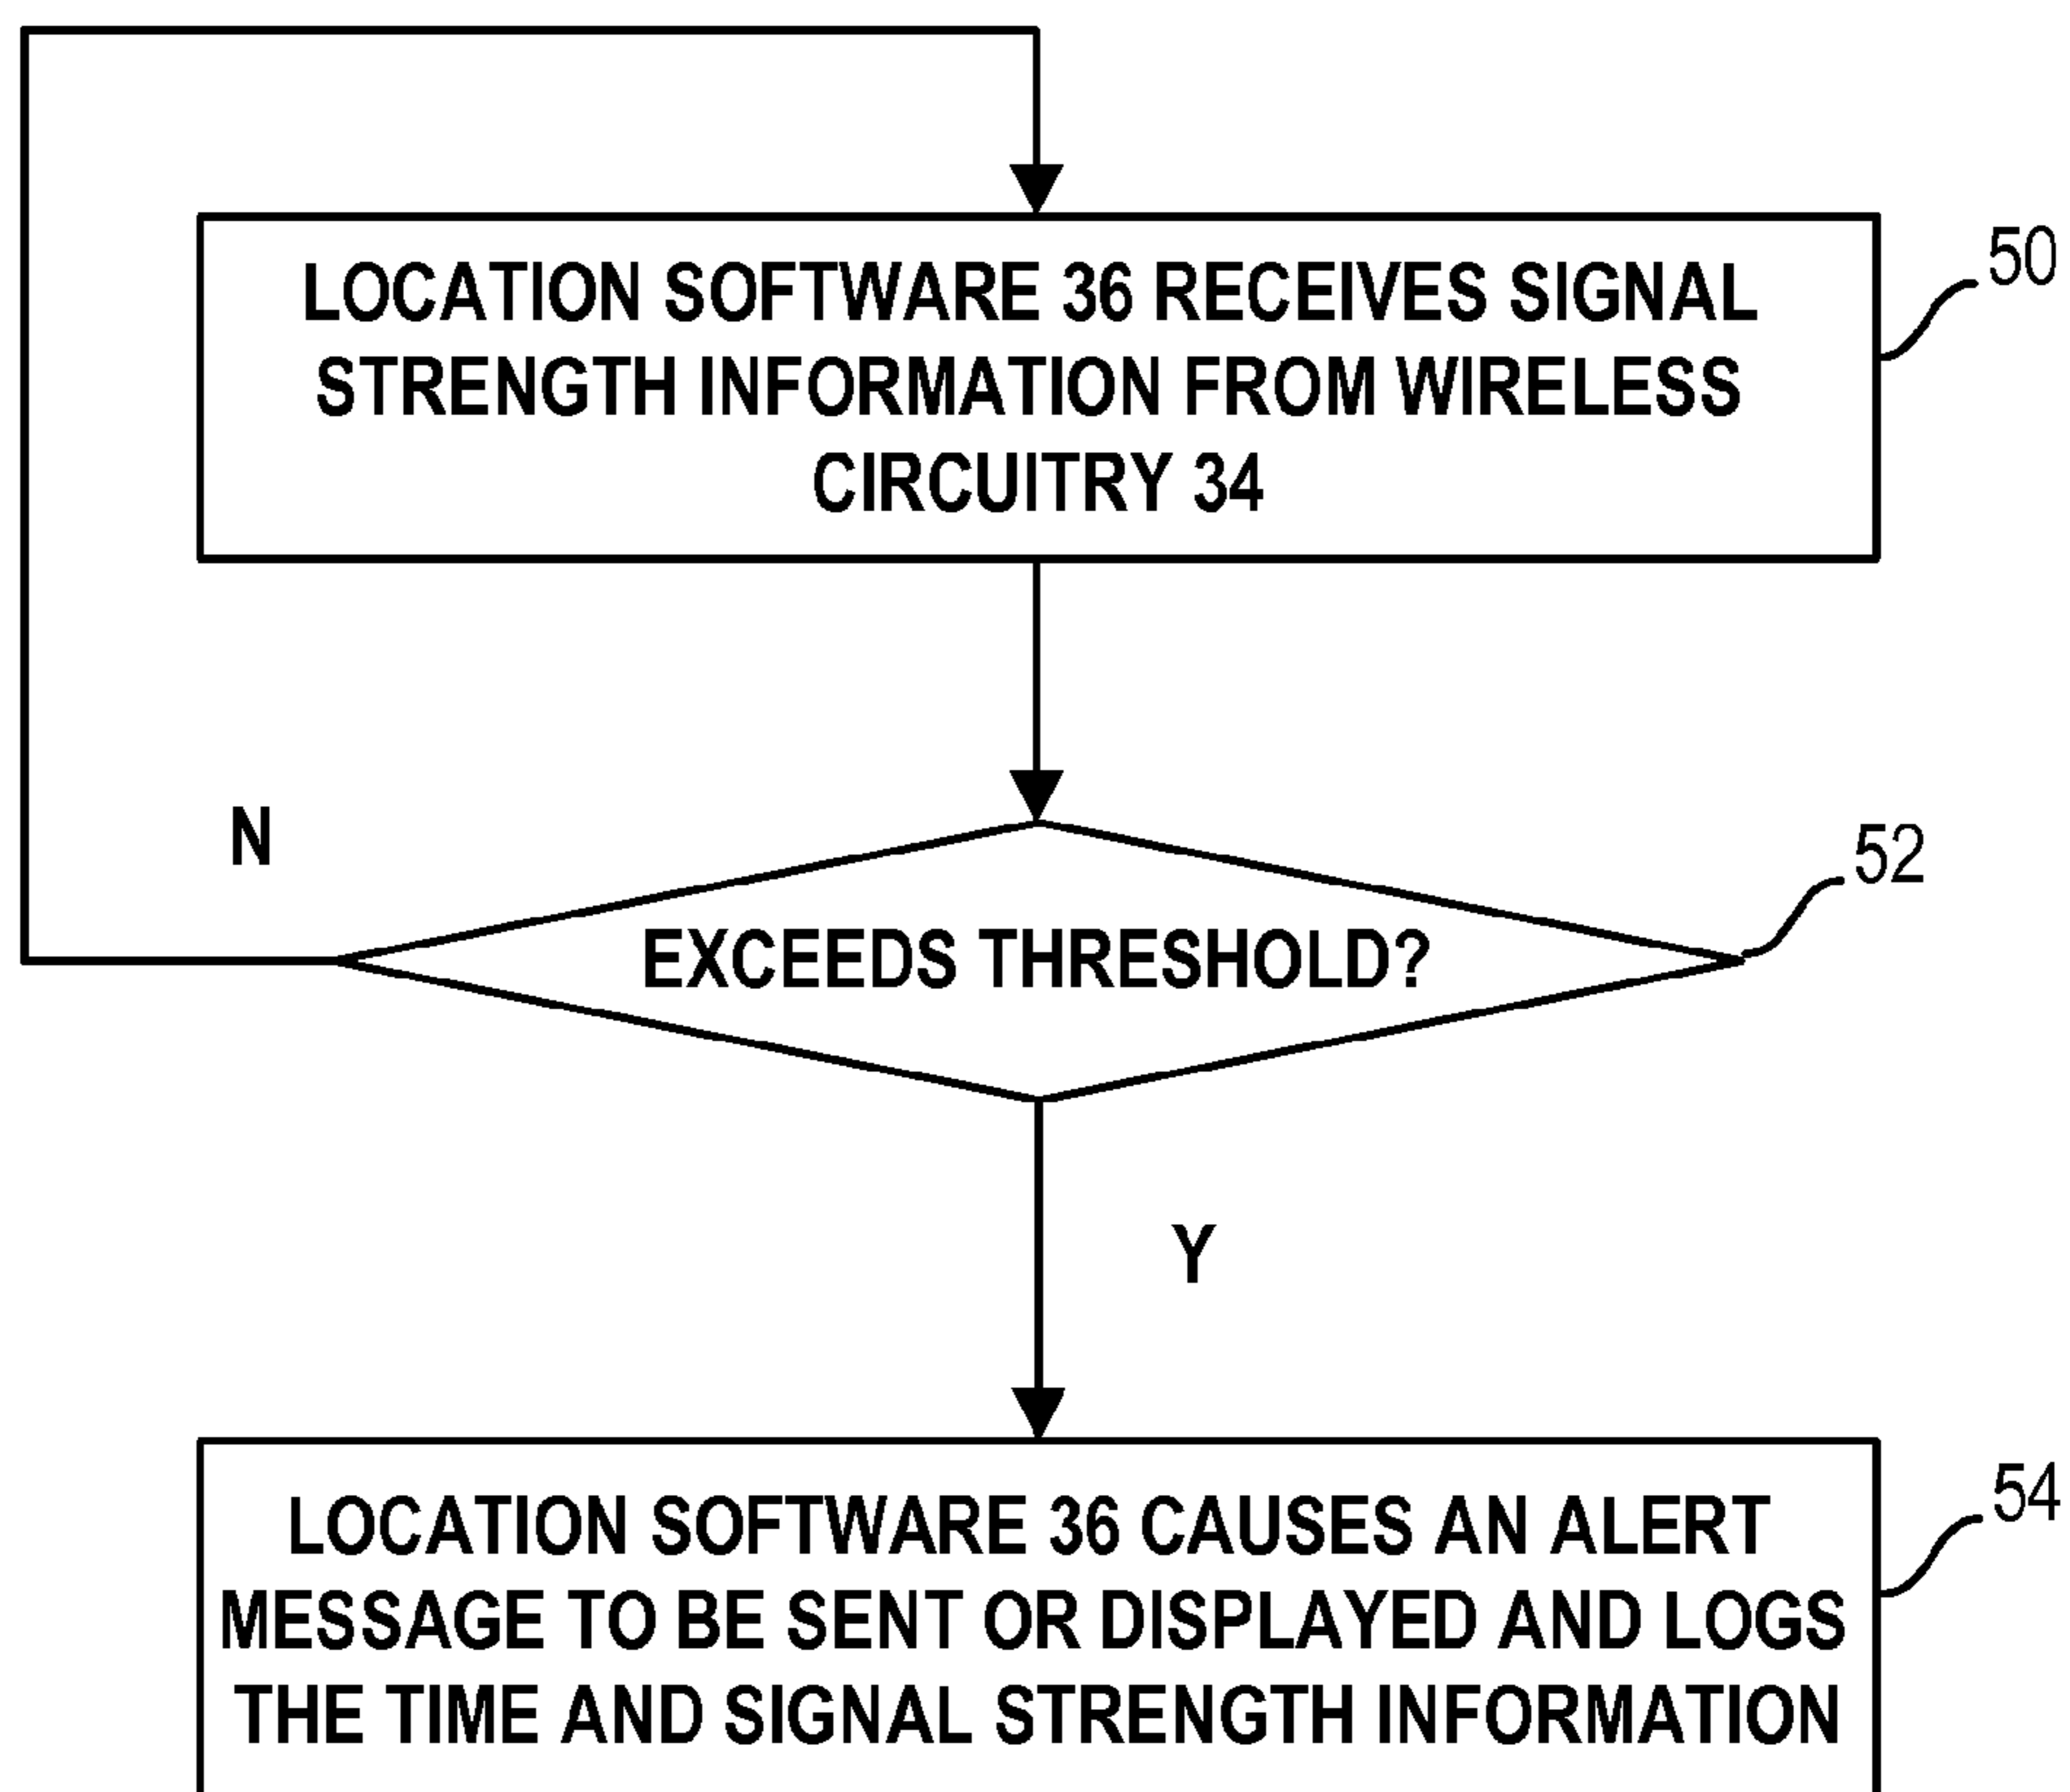 LOCATION SOFTWARE 36 RECEIVES SIGNAL
STRENGTH INFORMATION FROM WIRELESS
CIRCUITRY 34
50
N
52
EXCEEDS THRESHOLD?
Y
54
LOCATION SOFTWARE 36 CAUSES AN ALERT
MESSAGE TO BE SENT OR DISPLAYED AND LOGS
THE TIME AND SIGNAL STRENGTH INFORMATION